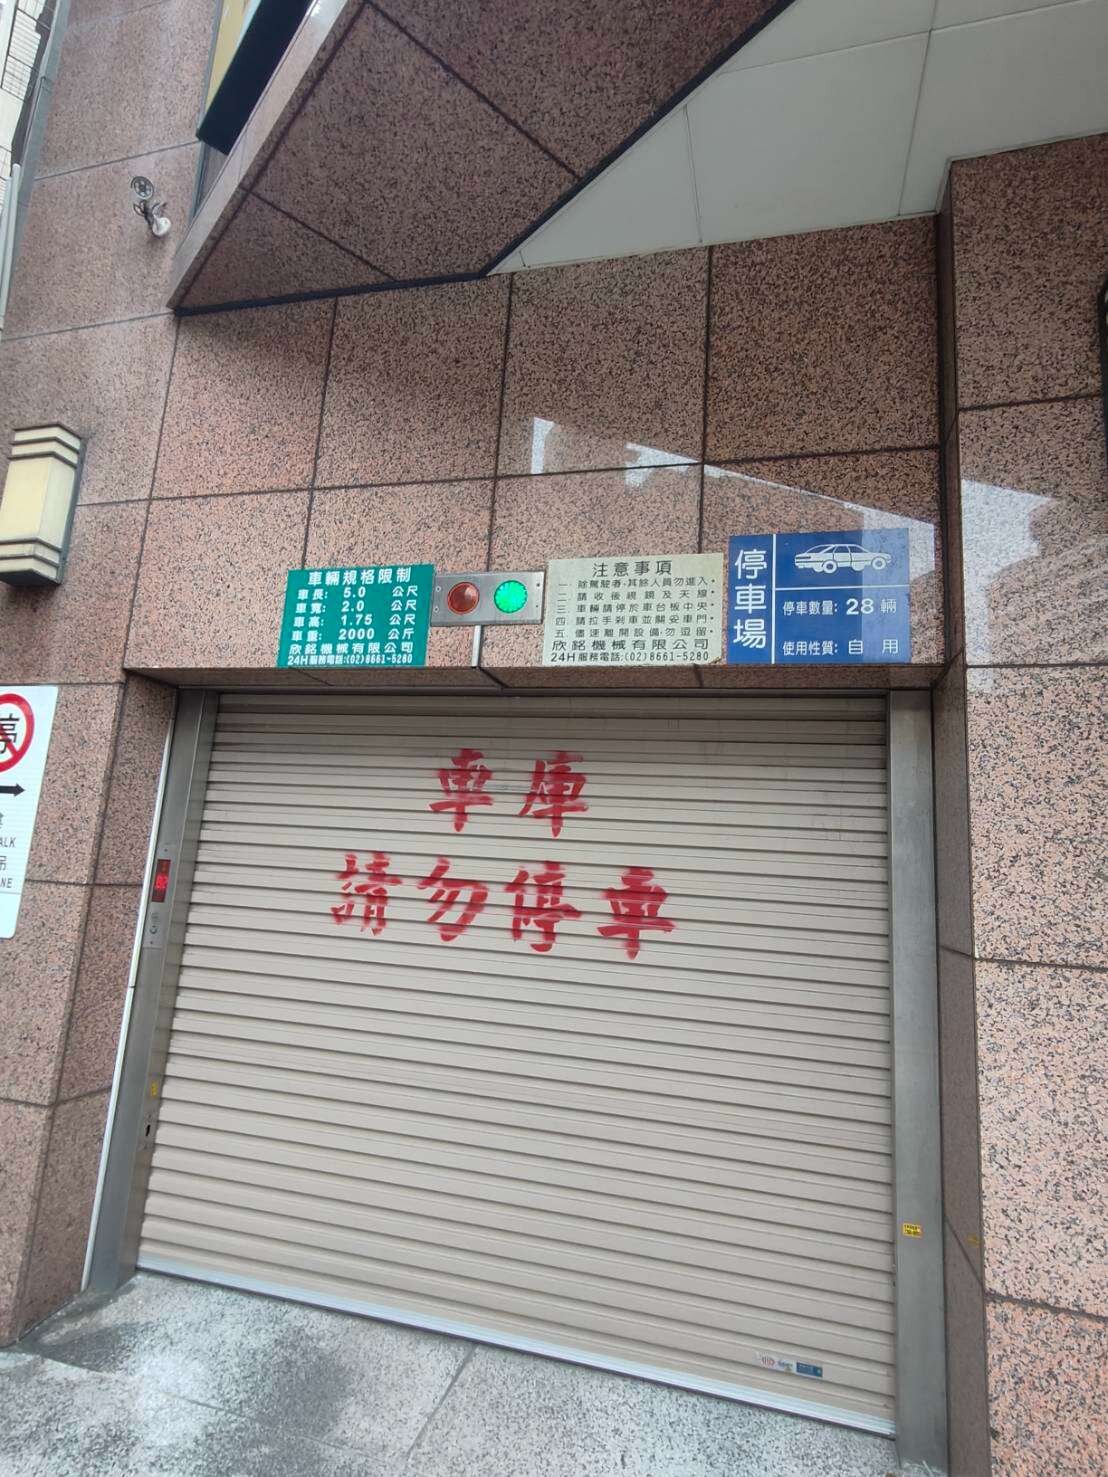 車輛規格限制
車長: 5.0 公尺
車寬: 2.0 公尺
車高: 1.75 公尺
車重: 2000 公斤
欣銘機械有限公司
24H服務電話:(02)8661-5280
注意事項
一、除駕駛者,其餘人員勿進入。
二、請收後視鏡及天線。
三、車輛請停於車台板中央。
四、請拉手剎車並關妥車門。
五、儘速離開設備,勿逗留。
欣銘機械有限公司
24H服務電話:(02)8661-5280
停車場
停車數量: 28 輛
使用性質: 自 用
車庫
請勿停車
停